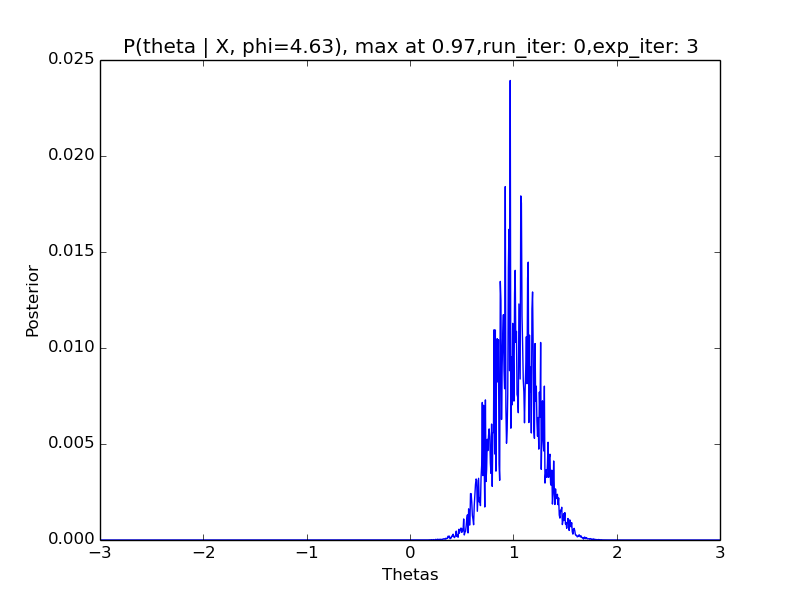 P(theta | X, phi=4.63), max at 0.97,run_iter: 0,exp_iter: 3
0.025
0.020
0.015
0.010
0.005
0.000
Posterior
−3 −2 −1 0 1 2 3
Thetas